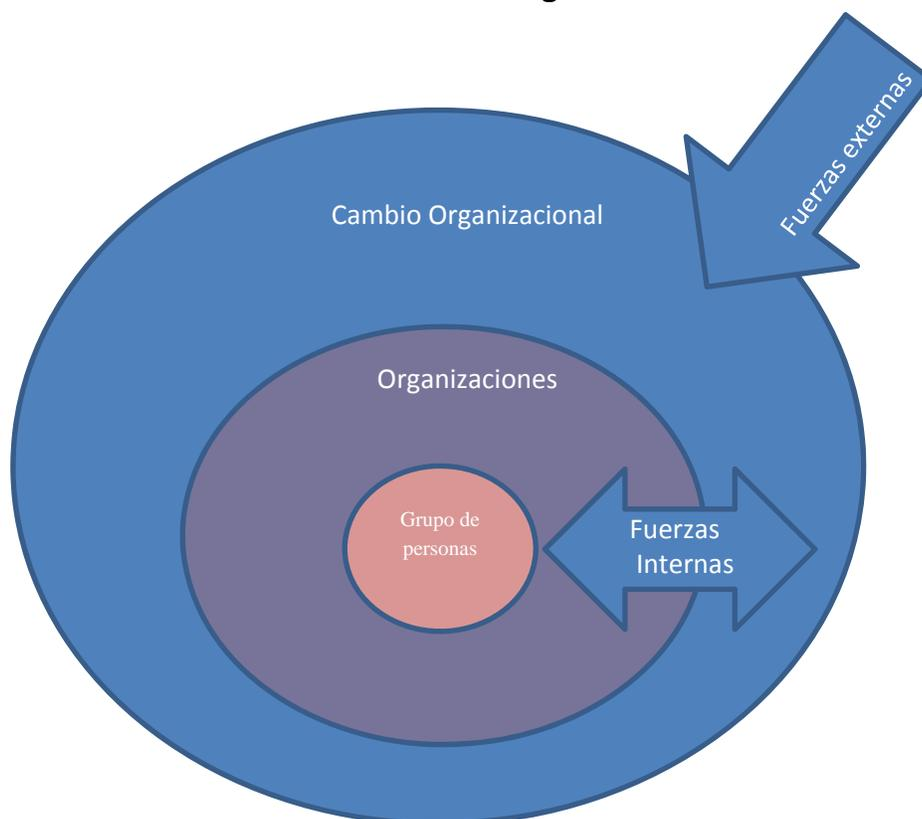 Fuerzas externas
Cambio Organizacional
Organizaciones
Grupo de
personas
Fuerzas
Internas